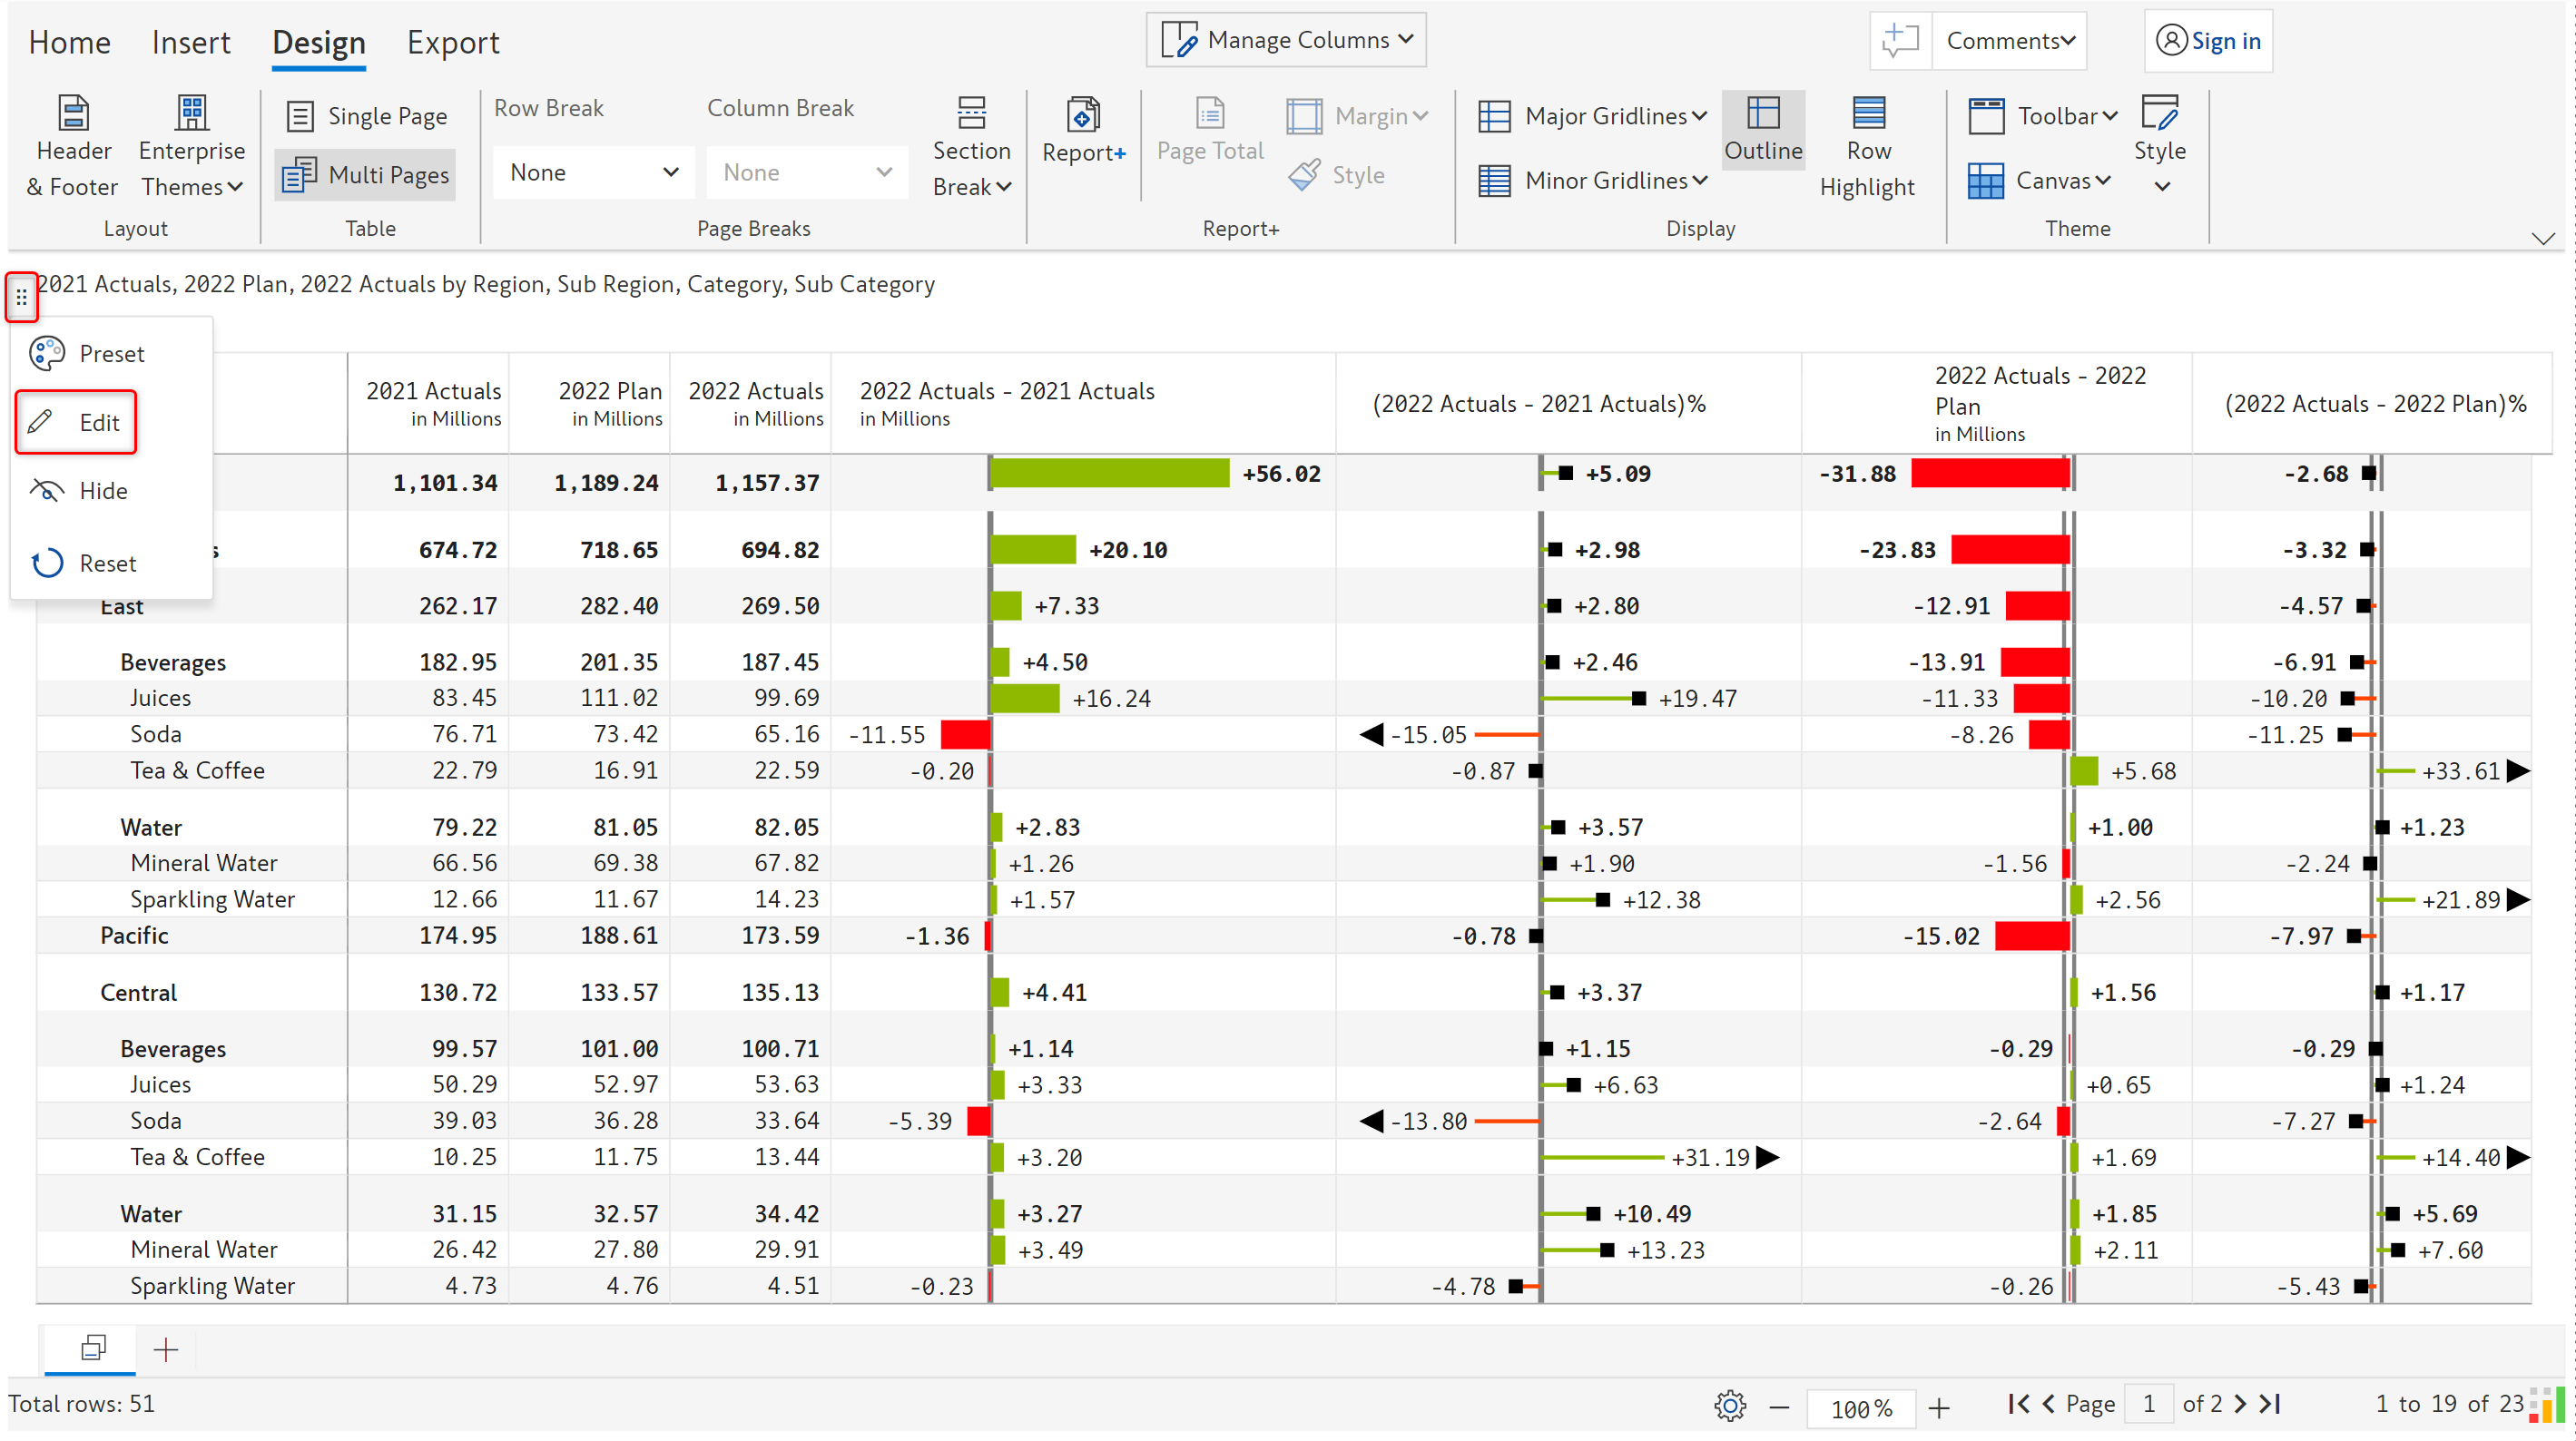 Home Insert Design Export Manage Columns Comments Sign in
Header & Footer Enterprise Themes Layout
Single Page Multi Pages Table
Row Break None Column Break None Section Break Page Breaks
Report+ Page Total Margin Style Report+
Major Gridlines Minor Gridlines Outline Row Highlight Display
Toolbar Canvas Style Theme
2021 Actuals, 2022 Plan, 2022 Actuals by Region, Sub Region, Category, Sub Category
Preset
Edit
Hide
Reset
2021 Actuals in Millions 2022 Plan in Millions 2022 Actuals in Millions 2022 Actuals - 2021 Actuals in Millions (2022 Actuals - 2021 Actuals)% 2022 Actuals - 2022 Plan in Millions (2022 Actuals - 2022 Plan)%
1,101.34 1,189.24 1,157.37 +56.02 +5.09 -31.88 -2.68
s 674.72 718.65 694.82 +20.10 +2.98 -23.83 -3.32
East 262.17 282.40 269.50 +7.33 +2.80 -12.91 -4.57
Beverages 182.95 201.35 187.45 +4.50 +2.46 -13.91 -6.91
Juices 83.45 111.02 99.69 +16.24 +19.47 -11.33 -10.20
Soda 76.71 73.42 65.16 -11.55 -15.05 -8.26 -11.25
Tea & Coffee 22.79 16.91 22.59 -0.20 -0.87 +5.68 +33.61
Water 79.22 81.05 82.05 +2.83 +3.57 +1.00 +1.23
Mineral Water 66.56 69.38 67.82 +1.26 +1.90 -1.56 -2.24
Sparkling Water 12.66 11.67 14.23 +1.57 +12.38 +2.56 +21.89
Pacific 174.95 188.61 173.59 -1.36 -0.78 -15.02 -7.97
Central 130.72 133.57 135.13 +4.41 +3.37 +1.56 +1.17
Beverages 99.57 101.00 100.71 +1.14 +1.15 -0.29 -0.29
Juices 50.29 52.97 53.63 +3.33 +6.63 +0.65 +1.24
Soda 39.03 36.28 33.64 -5.39 -13.80 -2.64 -7.27
Tea & Coffee 10.25 11.75 13.44 +3.20 +31.19 +1.69 +14.40
Water 31.15 32.57 34.42 +3.27 +10.49 +1.85 +5.69
Mineral Water 26.42 27.80 29.91 +3.49 +13.23 +2.11 +7.60
Sparkling Water 4.73 4.76 4.51 -0.23 -4.78 -0.26 -5.43
Total rows: 51 100% Page 1 of 2 1 to 19 of 23